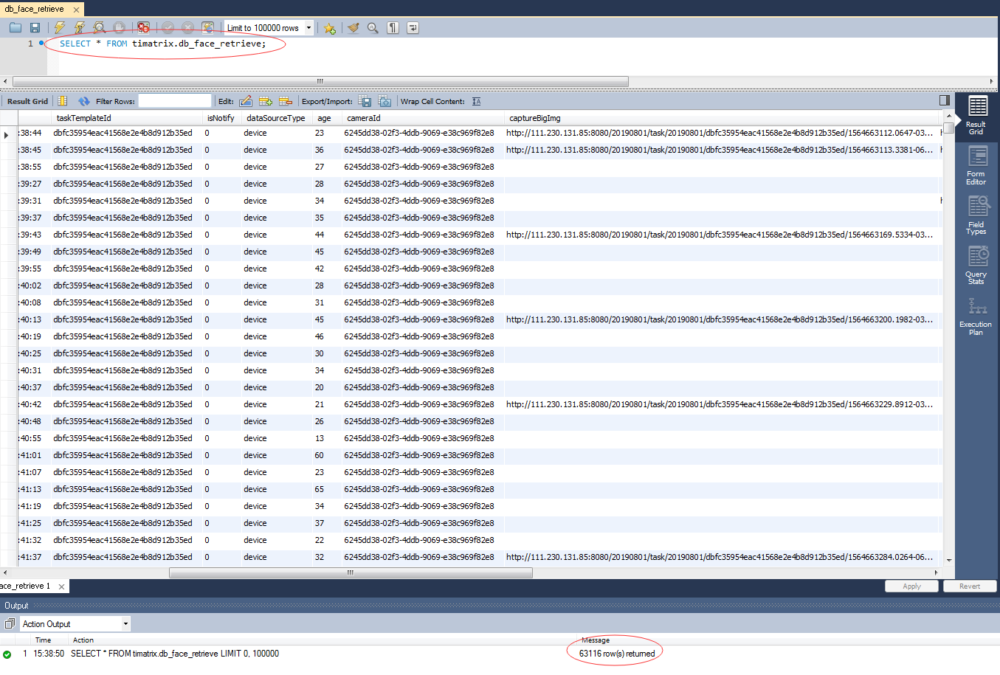 db_face_retrieve
Limit to 100000 rows
1 SELECT * FROM timatrix.db_face_retrieve;
Result Grid Filter Rows: Edit: Export/Import: Wrap Cell Content:
taskTemplateId isNotify dataSourceType age cameraId captureBigImg
:38:44 dbfc35954eac41568e2e4b8d912b35ed 0 device 23 6245dd38-02f3-4ddb-9069-e38c969f82e8 http://111.230.131.85:8080/20190801/task/20190801/dbfc35954eac41568e2e4b8d912b35ed/1564663112.0647-03...
:38:45 dbfc35954eac41568e2e4b8d912b35ed 0 device 36 6245dd38-02f3-4ddb-9069-e38c969f82e8 http://111.230.131.85:8080/20190801/task/20190801/dbfc35954eac41568e2e4b8d912b35ed/1564663113.3381-06...
:38:55 dbfc35954eac41568e2e4b8d912b35ed 0 device 27 6245dd38-02f3-4ddb-9069-e38c969f82e8
:39:27 dbfc35954eac41568e2e4b8d912b35ed 0 device 28 6245dd38-02f3-4ddb-9069-e38c969f82e8
:39:31 dbfc35954eac41568e2e4b8d912b35ed 0 device 34 6245dd38-02f3-4ddb-9069-e38c969f82e8
:39:37 dbfc35954eac41568e2e4b8d912b35ed 0 device 35 6245dd38-02f3-4ddb-9069-e38c969f82e8
:39:43 dbfc35954eac41568e2e4b8d912b35ed 0 device 44 6245dd38-02f3-4ddb-9069-e38c969f82e8 http://111.230.131.85:8080/20190801/task/20190801/dbfc35954eac41568e2e4b8d912b35ed/1564663169.5334-03...
:39:49 dbfc35954eac41568e2e4b8d912b35ed 0 device 45 6245dd38-02f3-4ddb-9069-e38c969f82e8
:39:55 dbfc35954eac41568e2e4b8d912b35ed 0 device 42 6245dd38-02f3-4ddb-9069-e38c969f82e8
:40:02 dbfc35954eac41568e2e4b8d912b35ed 0 device 28 6245dd38-02f3-4ddb-9069-e38c969f82e8
:40:08 dbfc35954eac41568e2e4b8d912b35ed 0 device 31 6245dd38-02f3-4ddb-9069-e38c969f82e8
:40:13 dbfc35954eac41568e2e4b8d912b35ed 0 device 45 6245dd38-02f3-4ddb-9069-e38c969f82e8 http://111.230.131.85:8080/20190801/task/20190801/dbfc35954eac41568e2e4b8d912b35ed/1564663200.1982-03...
:40:19 dbfc35954eac41568e2e4b8d912b35ed 0 device 46 6245dd38-02f3-4ddb-9069-e38c969f82e8
:40:25 dbfc35954eac41568e2e4b8d912b35ed 0 device 30 6245dd38-02f3-4ddb-9069-e38c969f82e8
:40:31 dbfc35954eac41568e2e4b8d912b35ed 0 device 34 6245dd38-02f3-4ddb-9069-e38c969f82e8
:40:37 dbfc35954eac41568e2e4b8d912b35ed 0 device 20 6245dd38-02f3-4ddb-9069-e38c969f82e8
:40:42 dbfc35954eac41568e2e4b8d912b35ed 0 device 21 6245dd38-02f3-4ddb-9069-e38c969f82e8 http://111.230.131.85:8080/20190801/task/20190801/dbfc35954eac41568e2e4b8d912b35ed/1564663229.8912-03...
:40:48 dbfc35954eac41568e2e4b8d912b35ed 0 device 26 6245dd38-02f3-4ddb-9069-e38c969f82e8
:40:55 dbfc35954eac41568e2e4b8d912b35ed 0 device 13 6245dd38-02f3-4ddb-9069-e38c969f82e8
:41:01 dbfc35954eac41568e2e4b8d912b35ed 0 device 60 6245dd38-02f3-4ddb-9069-e38c969f82e8
:41:07 dbfc35954eac41568e2e4b8d912b35ed 0 device 23 6245dd38-02f3-4ddb-9069-e38c969f82e8
:41:13 dbfc35954eac41568e2e4b8d912b35ed 0 device 65 6245dd38-02f3-4ddb-9069-e38c969f82e8
:41:19 dbfc35954eac41568e2e4b8d912b35ed 0 device 34 6245dd38-02f3-4ddb-9069-e38c969f82e8
:41:25 dbfc35954eac41568e2e4b8d912b35ed 0 device 37 6245dd38-02f3-4ddb-9069-e38c969f82e8
:41:32 dbfc35954eac41568e2e4b8d912b35ed 0 device 22 6245dd38-02f3-4ddb-9069-e38c969f82e8
:41:37 dbfc35954eac41568e2e4b8d912b35ed 0 device 32 6245dd38-02f3-4ddb-9069-e38c969f82e8 http://111.230.131.85:8080/20190801/task/20190801/dbfc35954eac41568e2e4b8d912b35ed/1564663284.0264-06...
Result
Grid
Form
Editor
Field
Types
Query
Stats
Execution
Plan
ace_retrieve 1
Apply Revert
Output
Action Output
Time Action Message
1 15:38:50 SELECT * FROM timatrix.db_face_retrieve LIMIT 0, 100000 63116 row(s) returned